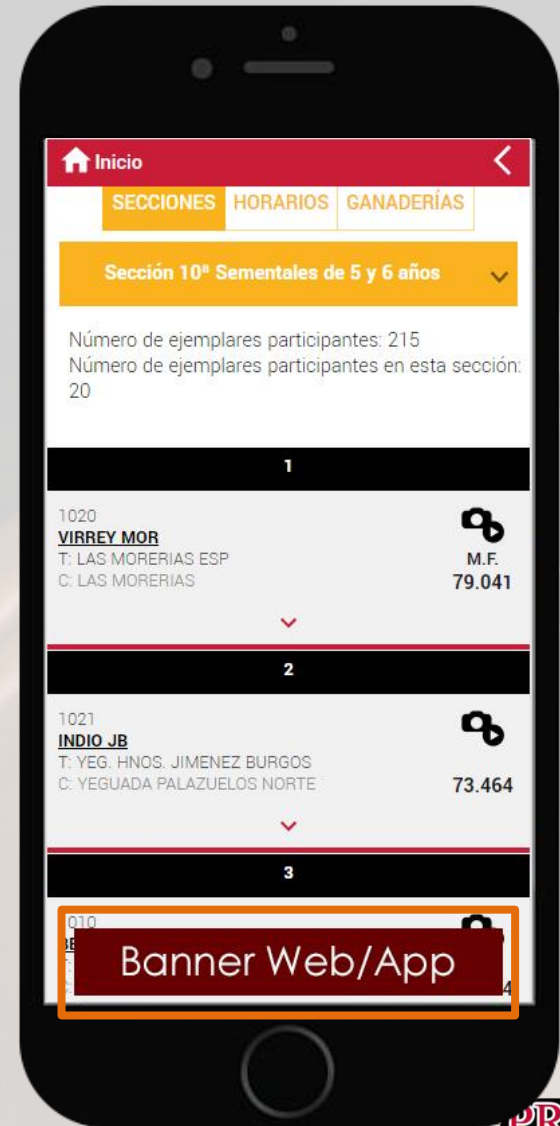 Inicio
SECCIONES HORARIOS GANADERÍAS
Sección 10ª Sementales de 5 y 6 años
Número de ejemplares participantes: 215
Número de ejemplares participantes en esta sección:
20
1
1020
VIRREY MOR
T: LAS MORERIAS ESP M.F.
C: LAS MORERIAS 79.041
2
1021
INDIO JB
T: YEG. HNOS. JIMENEZ BURGOS
C: YEGUADA PALAZUELOS NORTE 73.464
3
Banner Web/App
PR